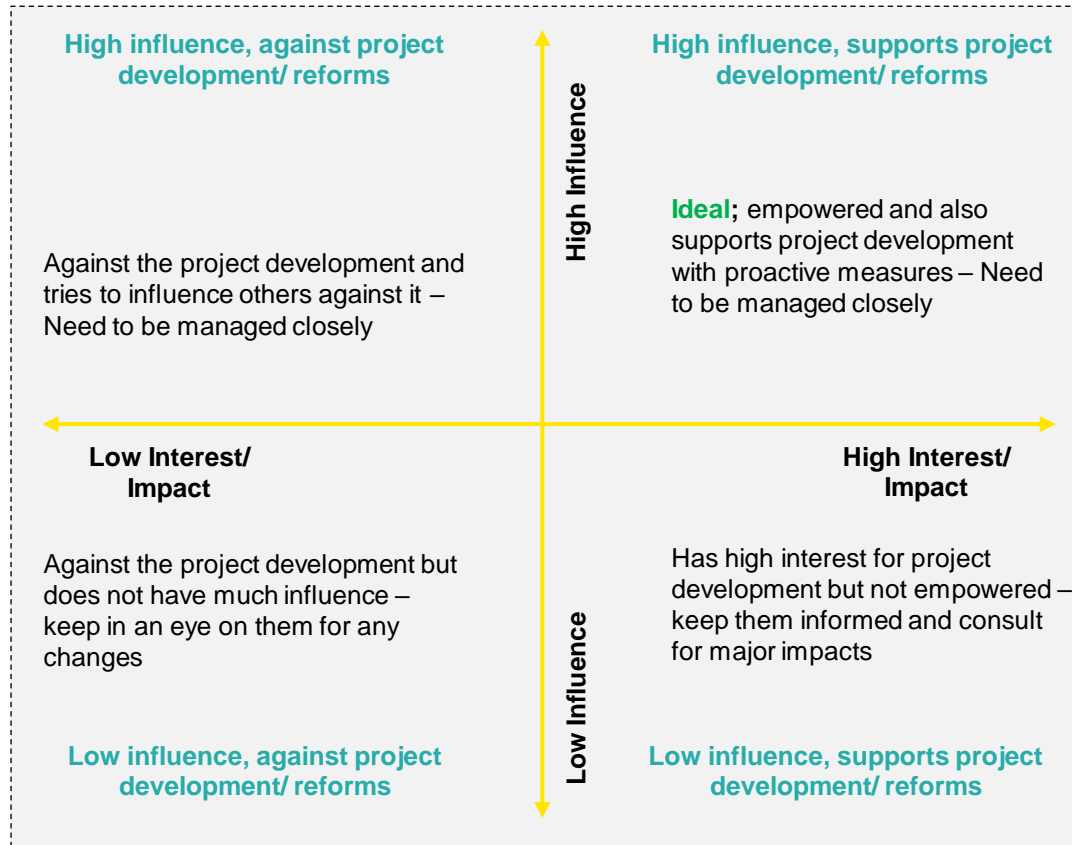 High influence, against project
development/ reforms
High influence, supports project
development/ reforms
High Influence
Against the project development and
tries to influence others against it –
Need to be managed closely
Ideal; empowered and also
supports project development
with proactive measures – Need
to be managed closely
Low Interest/
Impact
High Interest/
Impact
Against the project development but
does not have much influence –
keep in an eye on them for any
changes
Has high interest for project
development but not empowered –
keep them informed and consult
for major impacts
Low Influence
Low influence, against project
development/ reforms
Low influence, supports project
development/ reforms